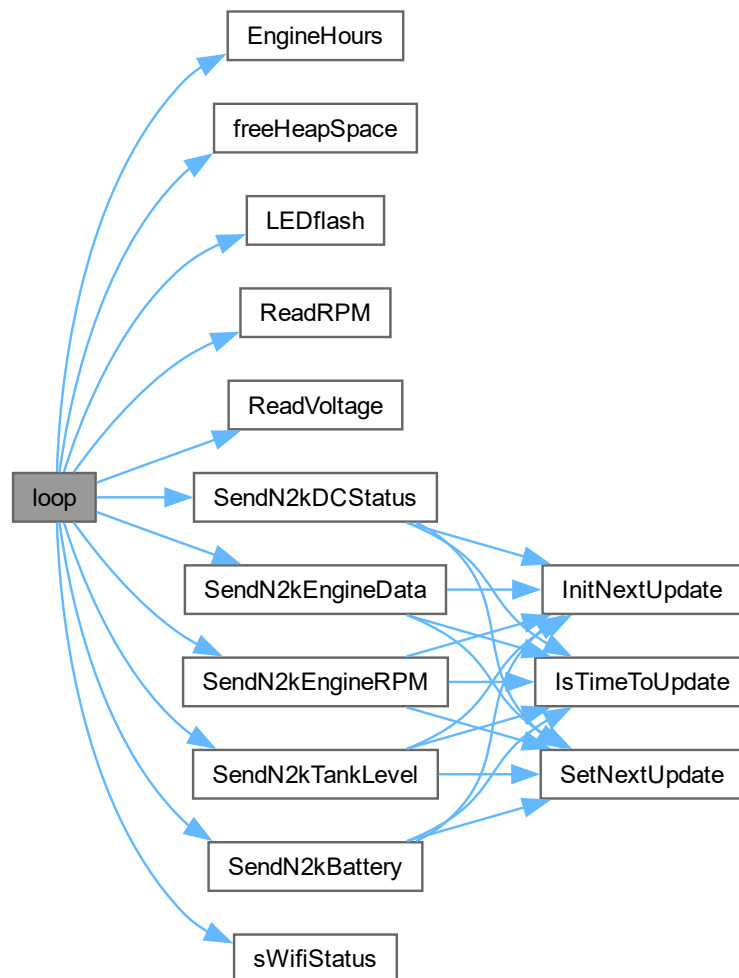 EngineHours
freeHeapSpace
LEDflash
ReadRPM
ReadVoltage
loop
SendN2kDCStatus
SendN2kEngineData
InitNextUpdate
SendN2kEngineRPM
IsTimeToUpdate
SendN2kTankLevel
SetNextUpdate
SendN2kBattery
sWifiStatus